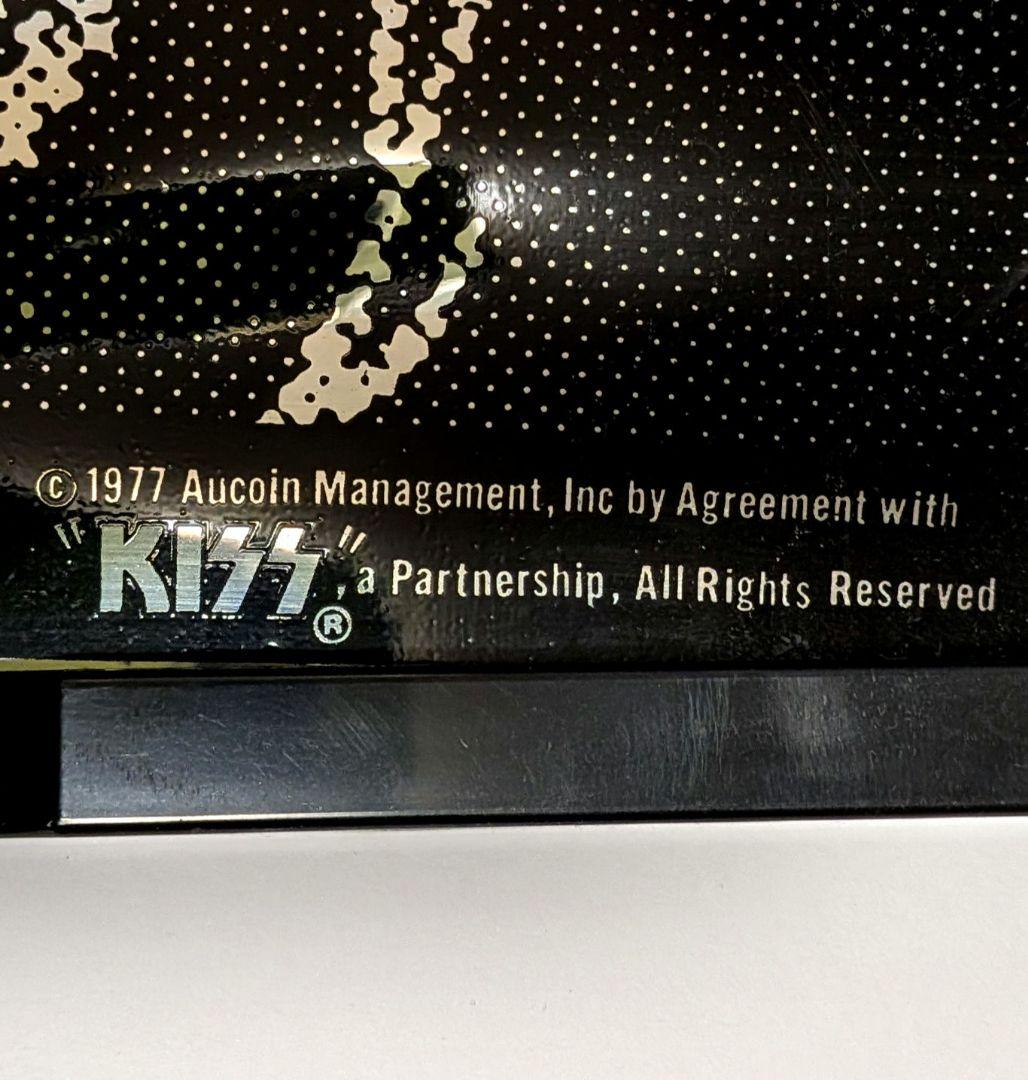 © 1977 Aucoin Management, Inc by Agreement with
"KISS"®, a Partnership, All Rights Reserved